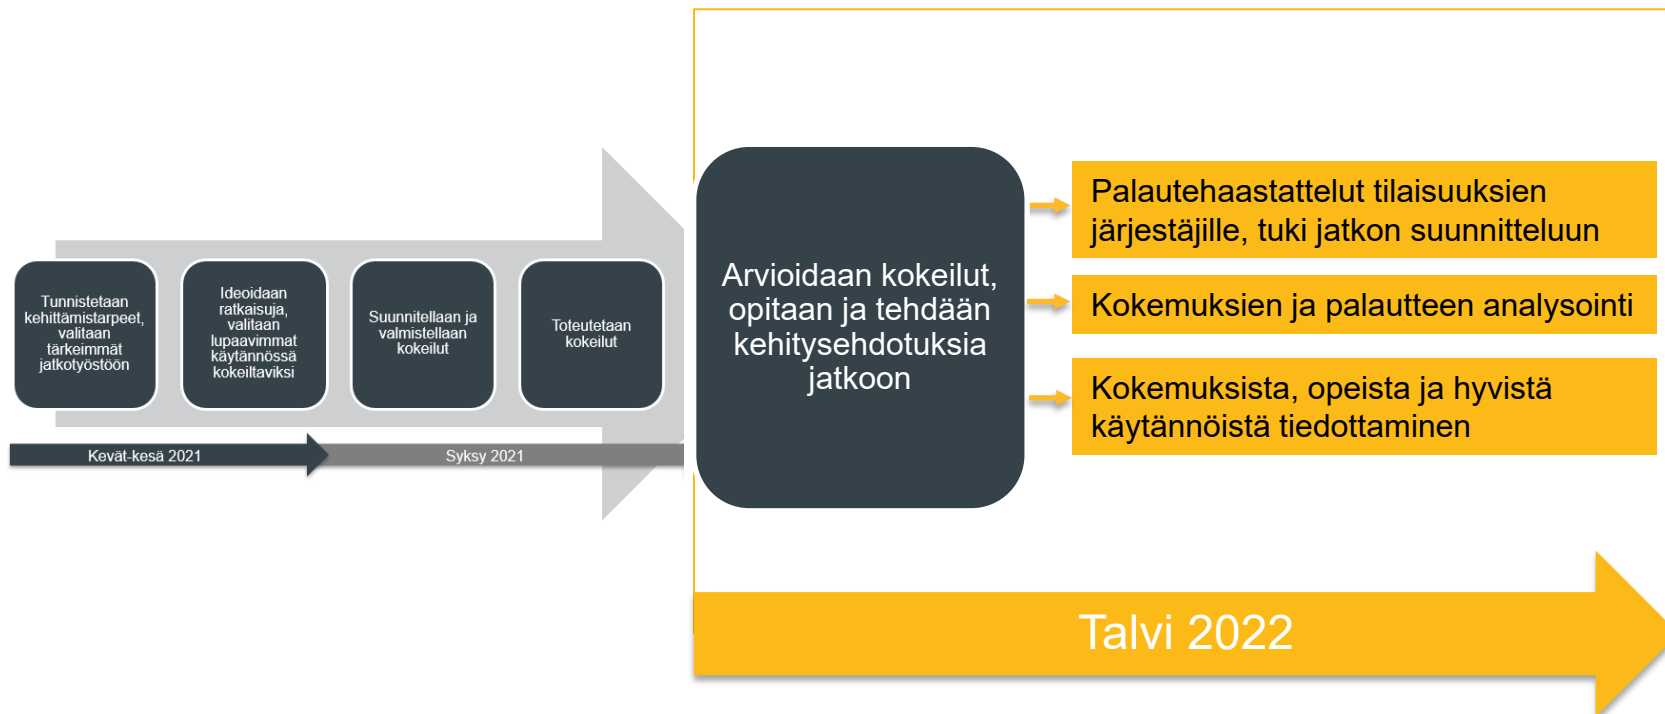 Tunnistetaan
kehittämistarpeet,
valitaan
tärkeimmät
jatkotyöstöön
Ideoidaan
ratkaisuja,
valitaan
lupaavimmat
käytännössä
kokeiltaviksi
Suunnitellaan ja
valmistellaan
kokeilut
Toteutetaan
kokeilut
Kevät-kesä 2021
Syksy 2021
Arvioidaan kokeilut,
opitaan ja tehdään
kehitysehdotuksia
jatkoon
Palautehaastattelut tilaisuuksien
järjestäjille, tuki jatkon suunnitteluun
Kokemuksien ja palautteen analysointi
Kokemuksista, opeista ja hyvistä
käytännöistä tiedottaminen
Talvi 2022